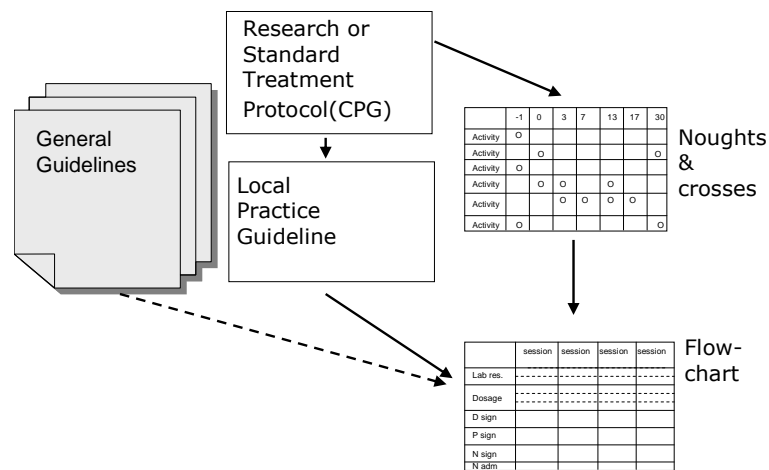 Research or
Standard
Treatment
Protocol(CPG)
General
Guidelines
Local
Practice
Guideline
-1 0 3 7 13 17 30
Activity O
Activity O O
Activity O
Activity O O O
Activity O O O O
Activity O O
Noughts
&
crosses
session session session session
Lab res.
Dosage
D sign
P sign
N sign
N adm
Flow-
chart